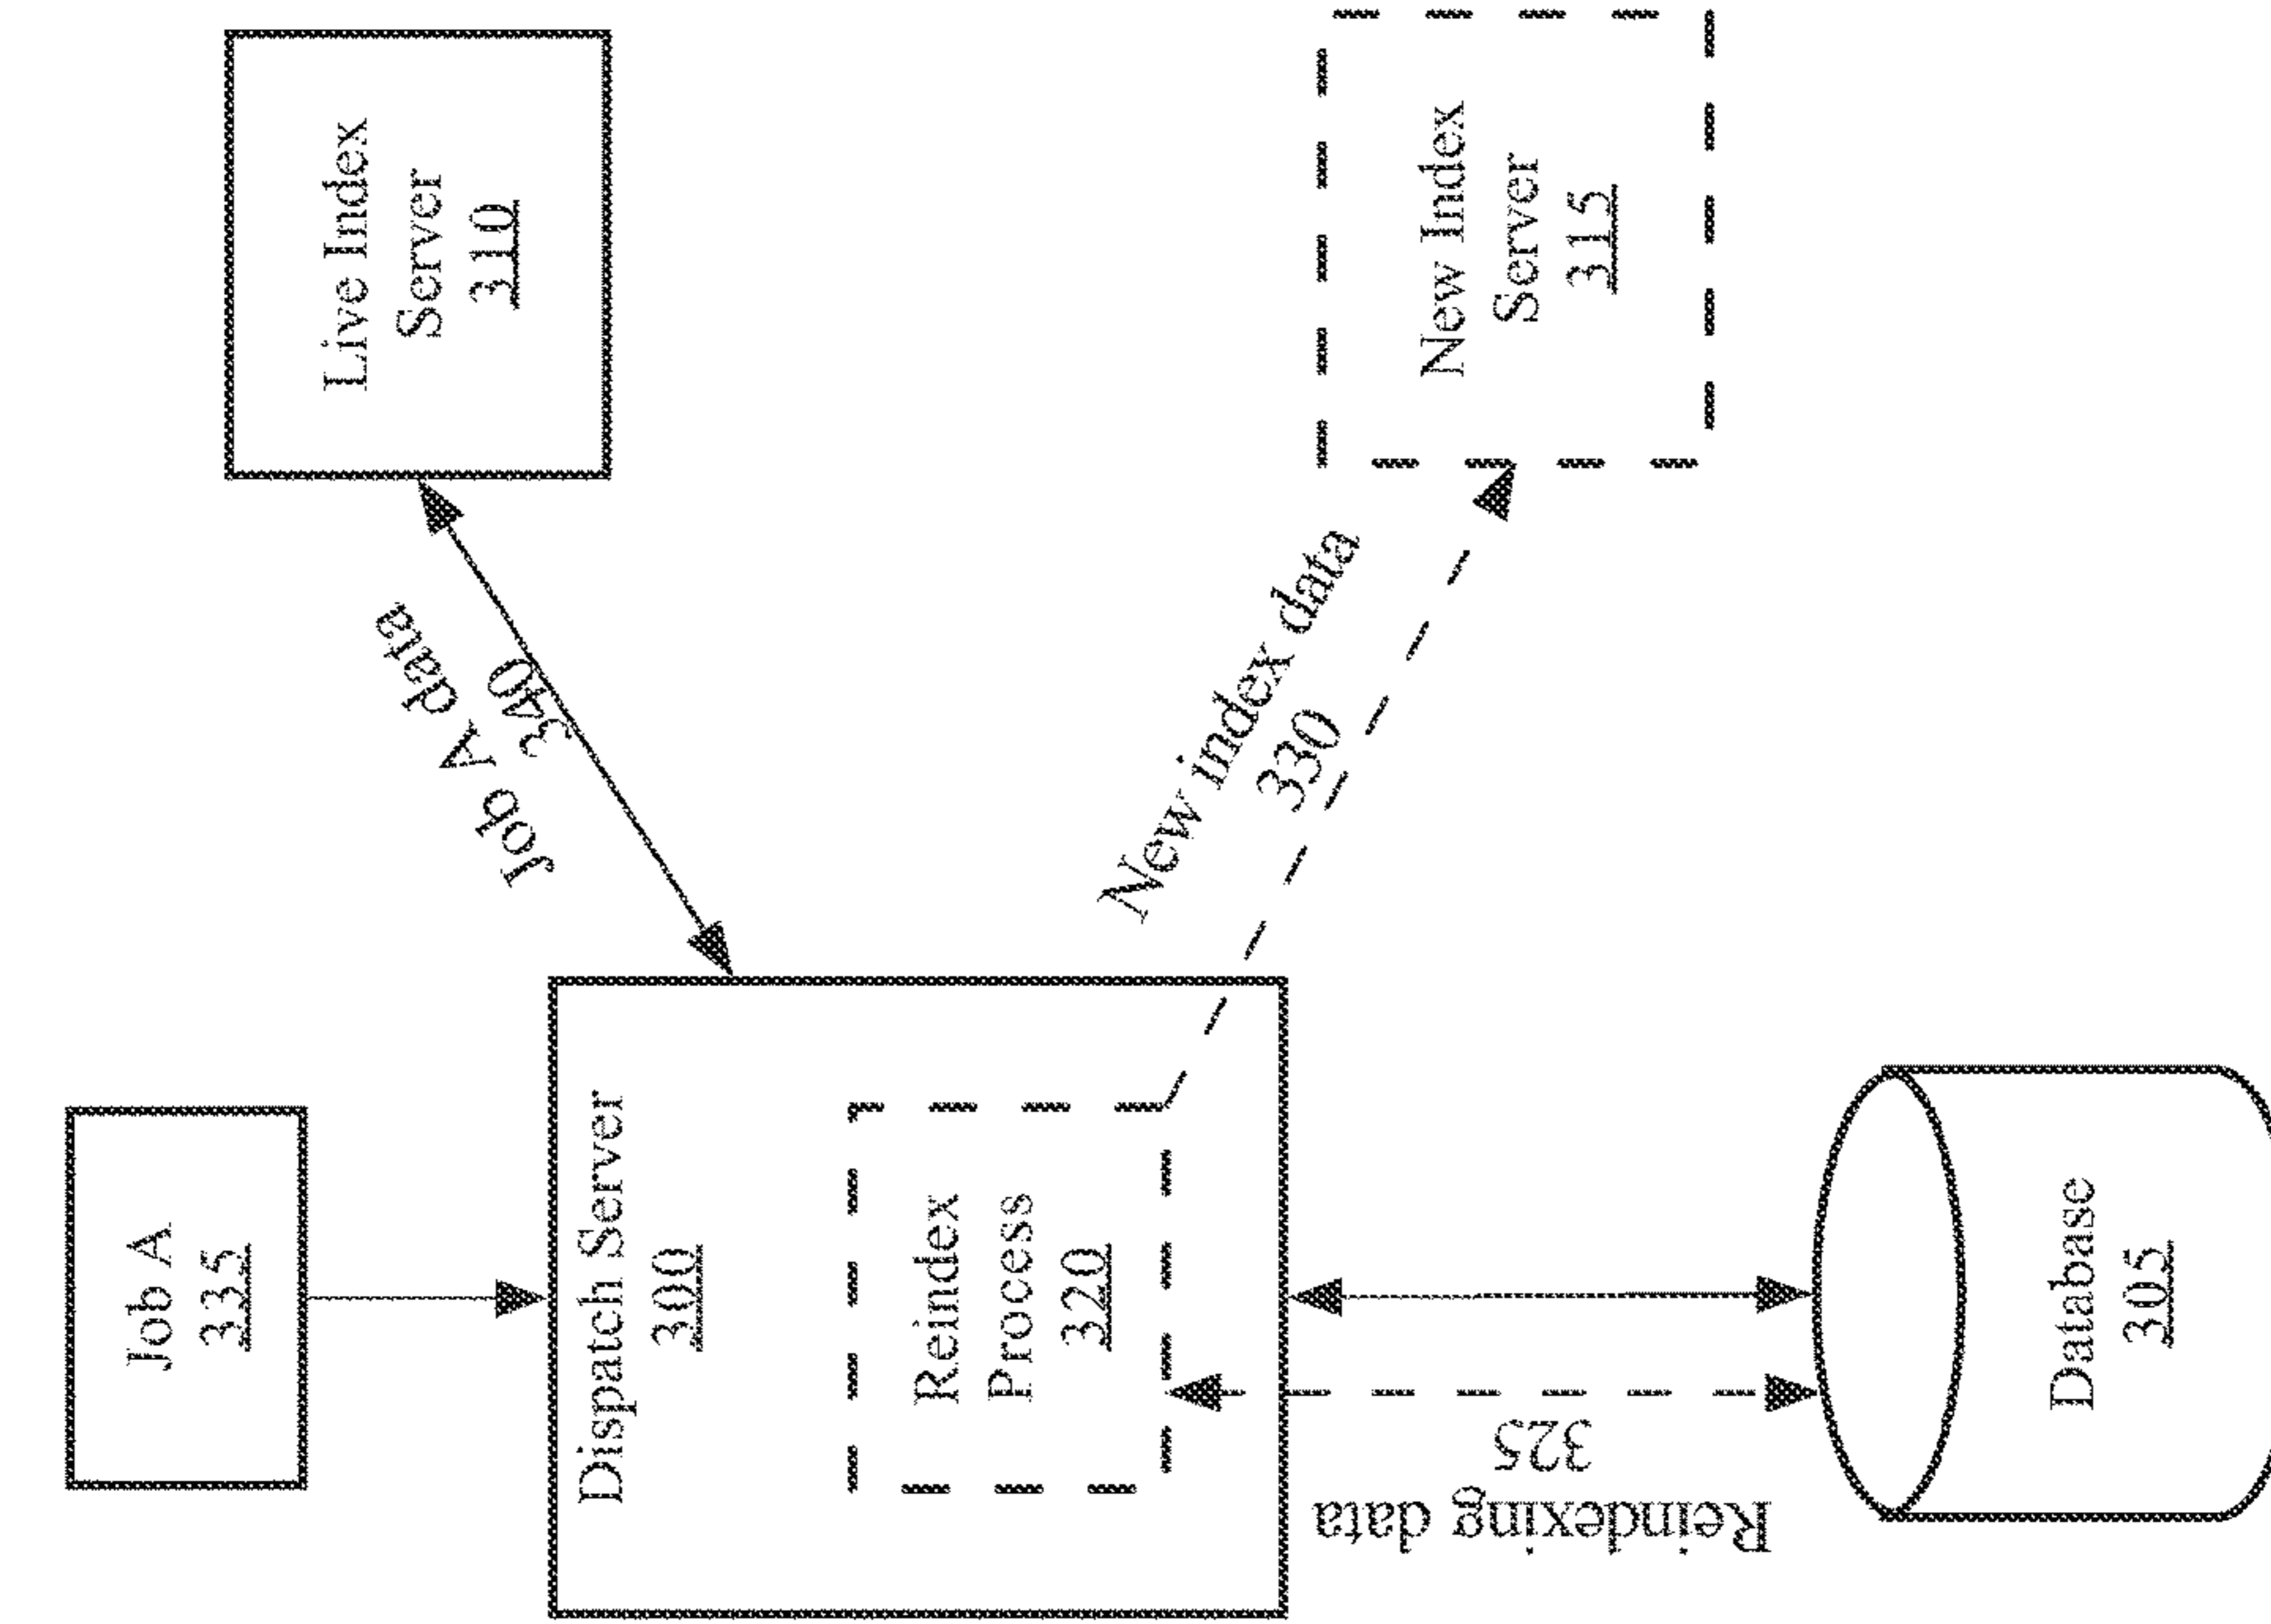 Job A
335
Dispatch Server
300
Reindex
Process
320
Reindexing data
325
Database
305
Job A data
340
Live Index
Server
310
New index data
330
New Index
Server
315